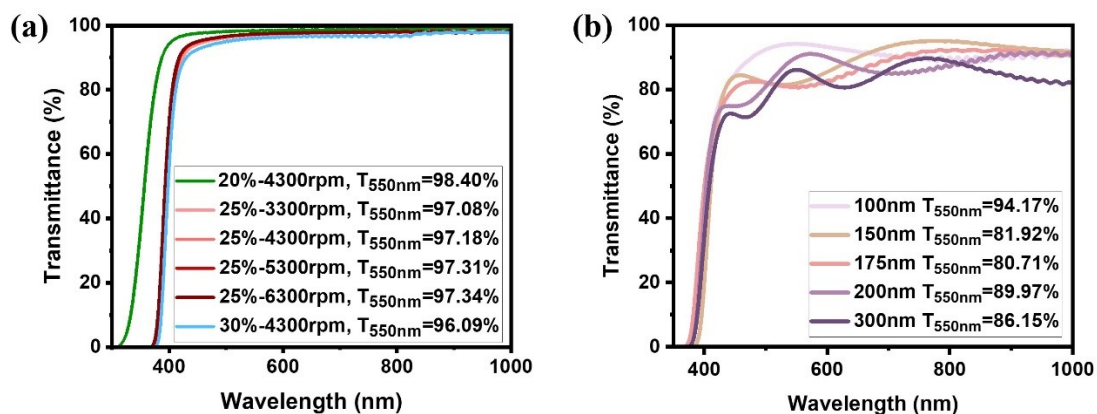 (a)
Transmittance (%)
100
80
60
40
20
0
400
600
800
1000
Wavelength (nm)
20%-4300rpm, T550nm=98.40%
25%-3300rpm, T550nm=97.08%
25%-4300rpm, T550nm=97.18%
25%-5300rpm, T550nm=97.31%
25%-6300rpm, T550nm=97.34%
30%-4300rpm, T550nm=96.09%
(b)
Transmittance (%)
100
80
60
40
20
0
400
600
800
1000
Wavelength (nm)
100nm T550nm=94.17%
150nm T550nm=81.92%
175nm T550nm=80.71%
200nm T550nm=89.97%
300nm T550nm=86.15%